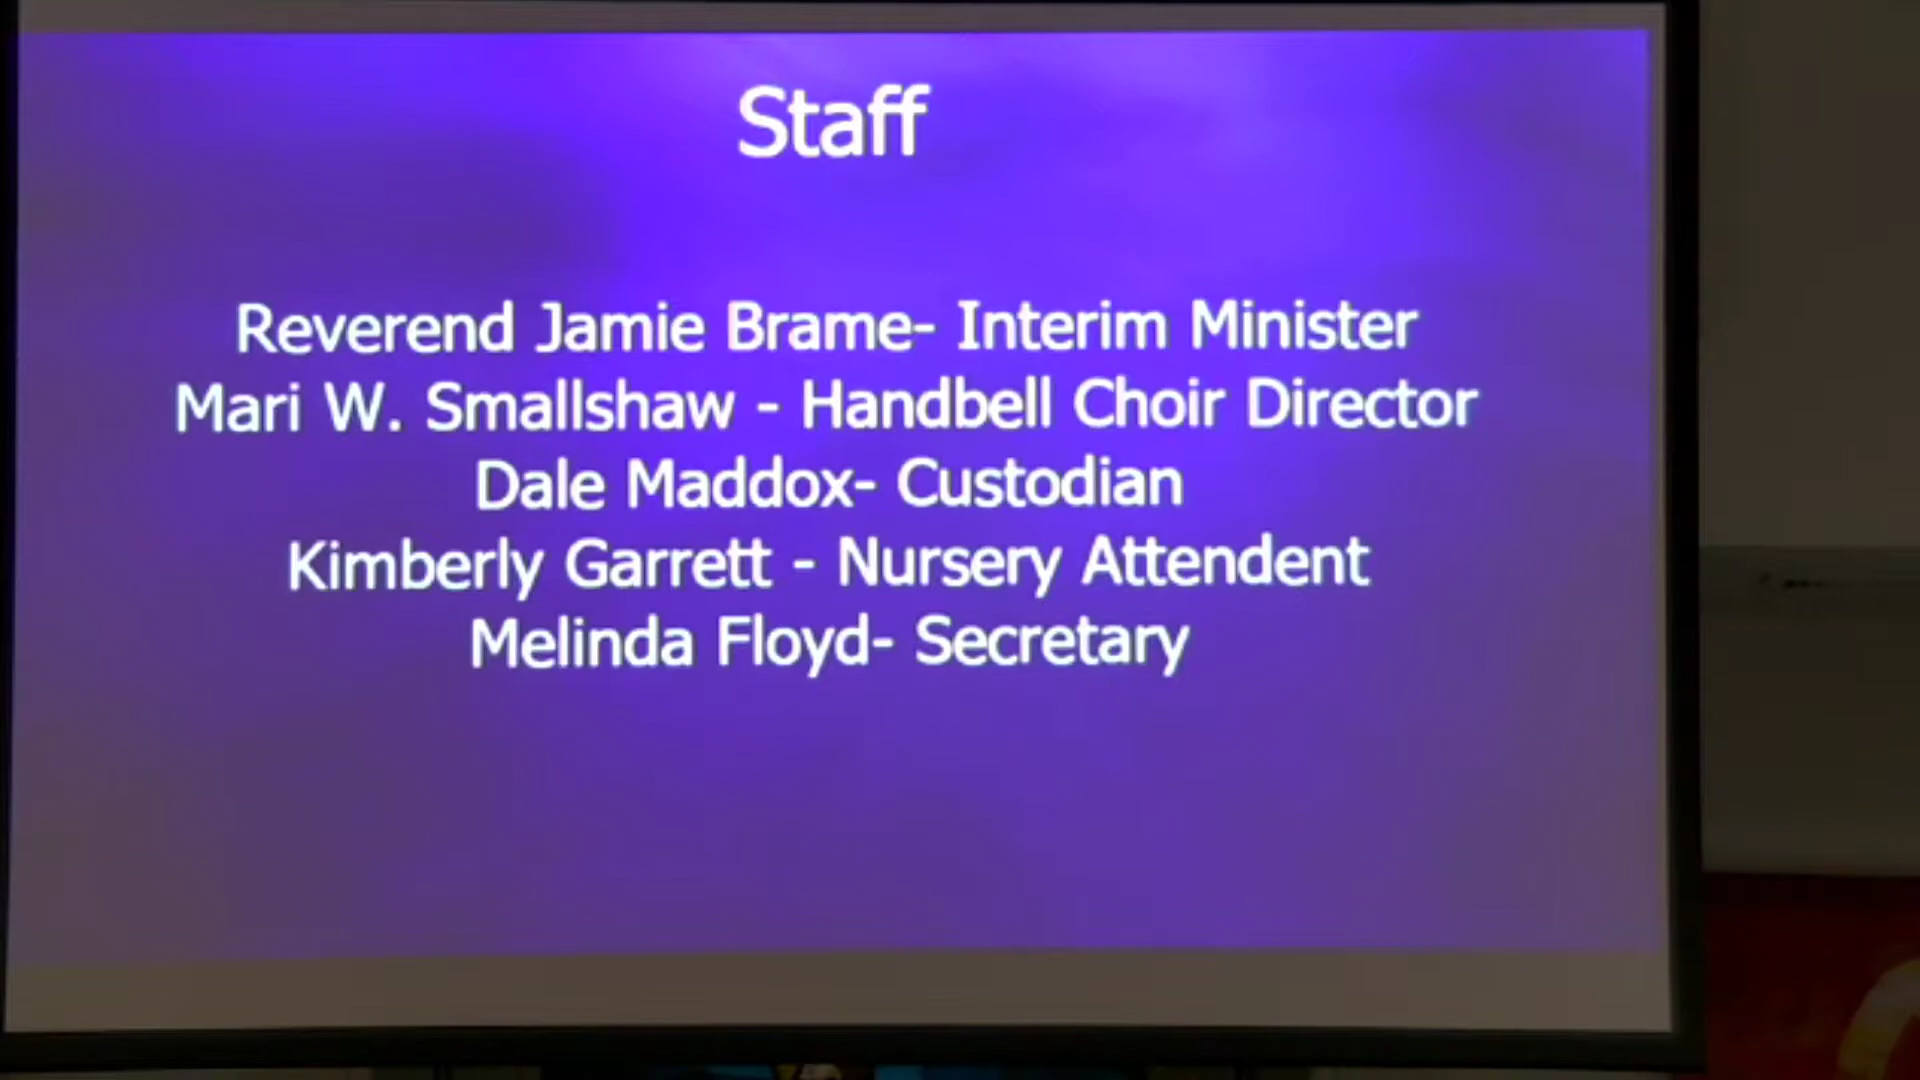 Staff
Reverend Jamie Brame- Interim Minister
Mari W. Smallshaw - Handbell Choir Director
Dale Maddox- Custodian
Kimberly Garrett - Nursery Attendent
Melinda Floyd- Secretary